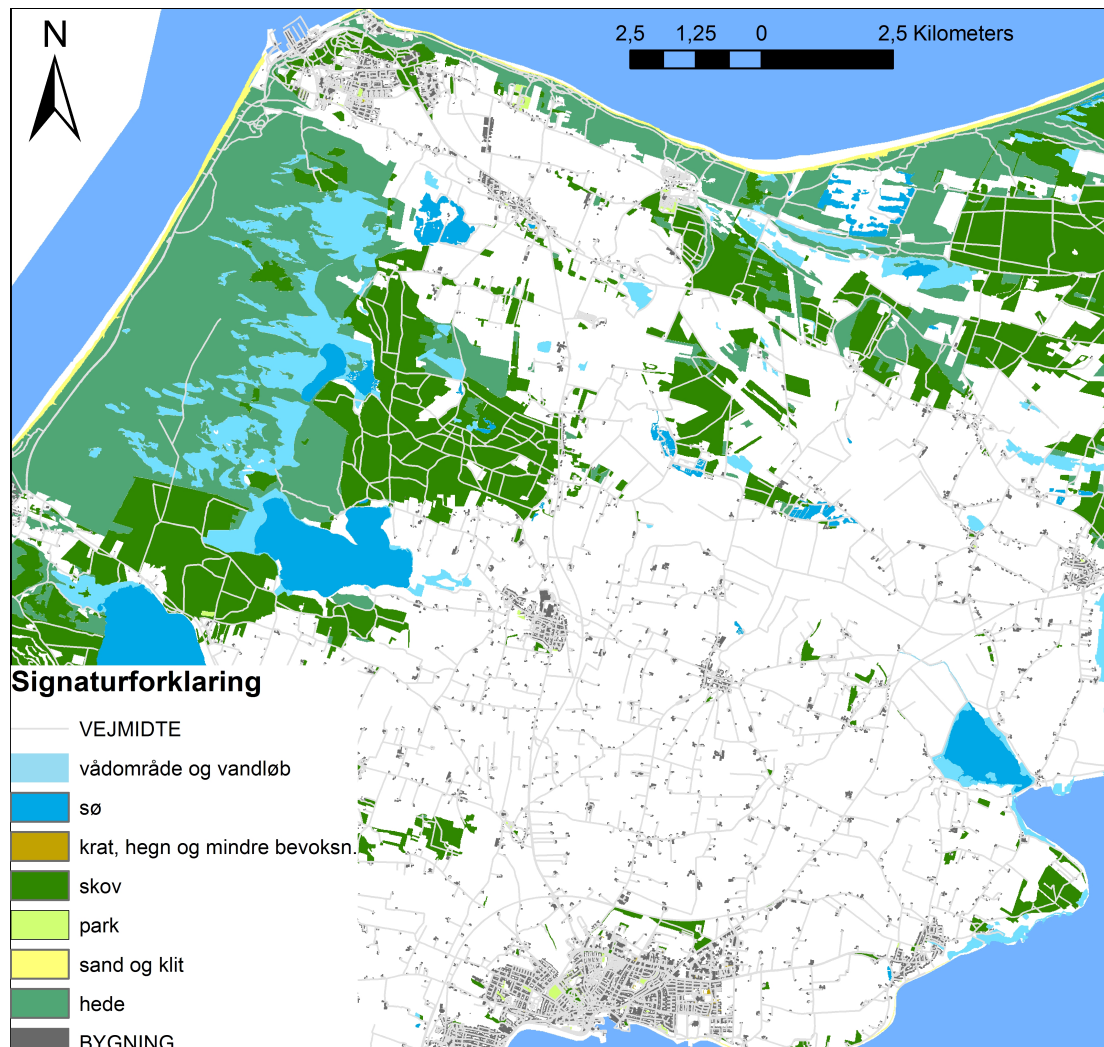 N
2,5 1,25 0 2,5 Kilometers
Signaturforklaring
VEJMIDTE
vådområde og vandløb
sø
krat, hegn og mindre bevoksn.
skov
park
sand og klit
hede
BYGNING